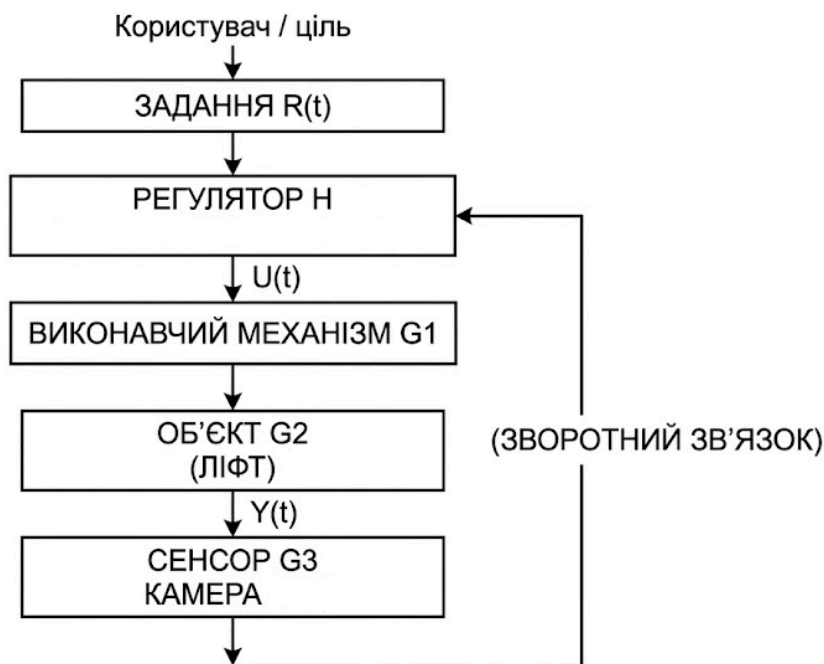 Користувач / ціль
ЗАДАННЯ R(t)
РЕГУЛЯТОР H
U(t)
ВИКОНАВЧИЙ МЕХАНІЗМ G1
ОБ’ЄКТ G2
(ЛІФТ)
(ЗВОРОТНИЙ ЗВ’ЯЗОК)
Y(t)
СЕНСОР G3
КАМЕРА